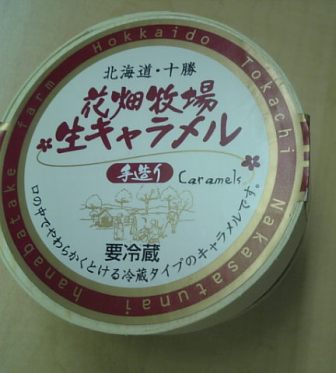 hanabatake farm Hokkaido Tokachi Nakasatsunai
北海道・十勝
花畑牧場
生キャラメル
手造り Caramels
要冷蔵
口の中でやわらかくとける冷蔵タイプのキャラメルです。